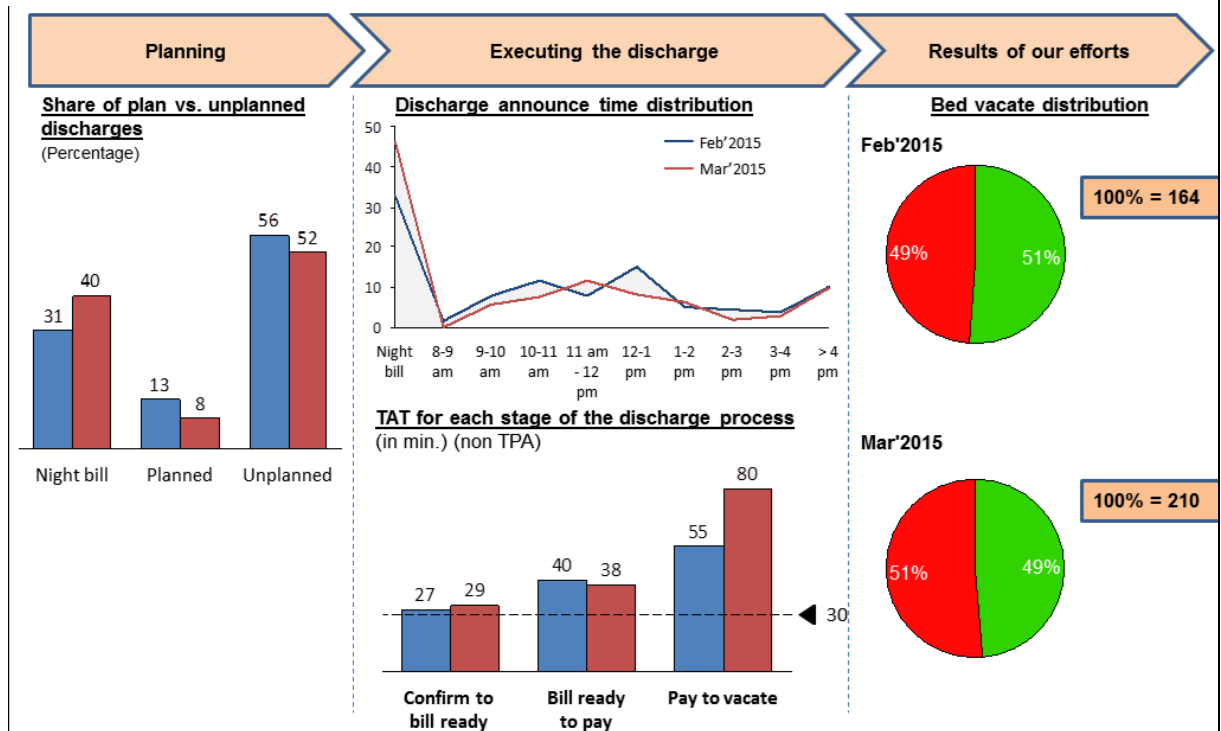 Planning
Executing the discharge
Results of our efforts
Share of plan vs. unplanned
discharges
(Percentage)
31
40
13
8
56
52
Night bill
Planned
Unplanned
Discharge announce time distribution
50
40
30
20
10
0
Feb'2015
Mar'2015
Night
bill
8-9
am
9-10
am
10-11
am
11 am
- 12
pm
12-1
pm
1-2
pm
2-3
pm
3-4
pm
> 4
pm
TAT for each stage of the discharge process
(in min.) (non TPA)
27
29
40
38
55
80
30
Confirm to
bill ready
Bill ready
to pay
Pay to vacate
Bed vacate distribution
Feb'2015
49%
51%
100% = 164
Mar'2015
51%
49%
100% = 210